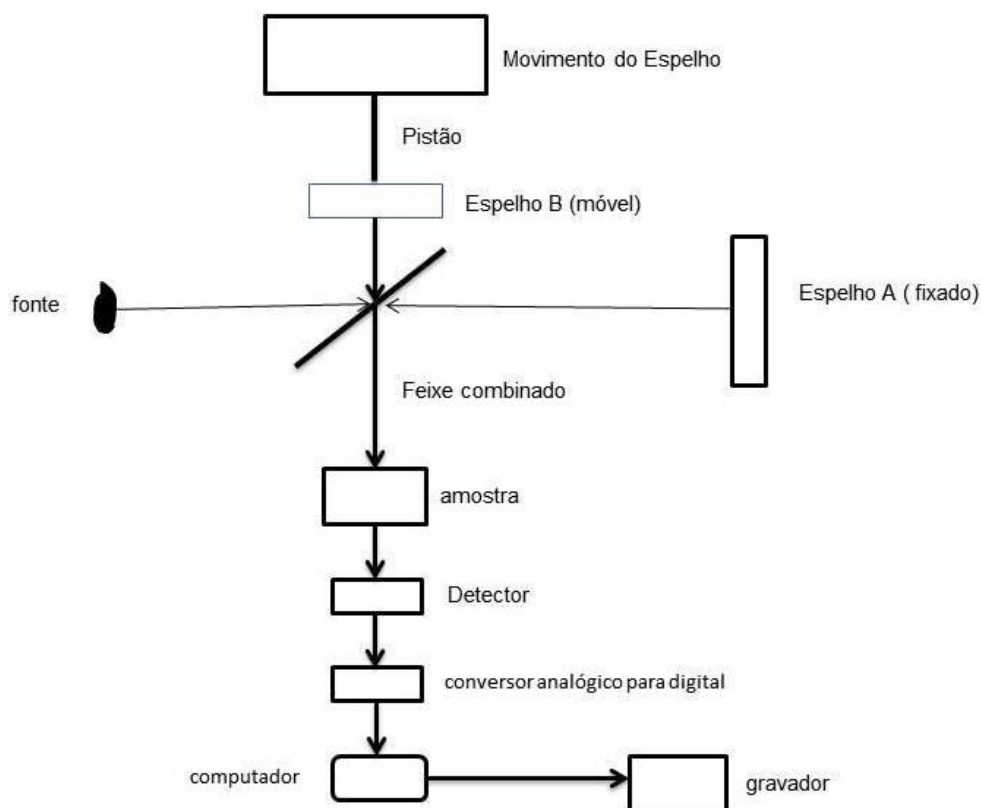 Movimento do Espelho
Pistão
Espelho B (móvel)
fonte
Espelho A ( fixado)
Feixe combinado
amostra
Detector
conversor analógico para digital
computador
gravador